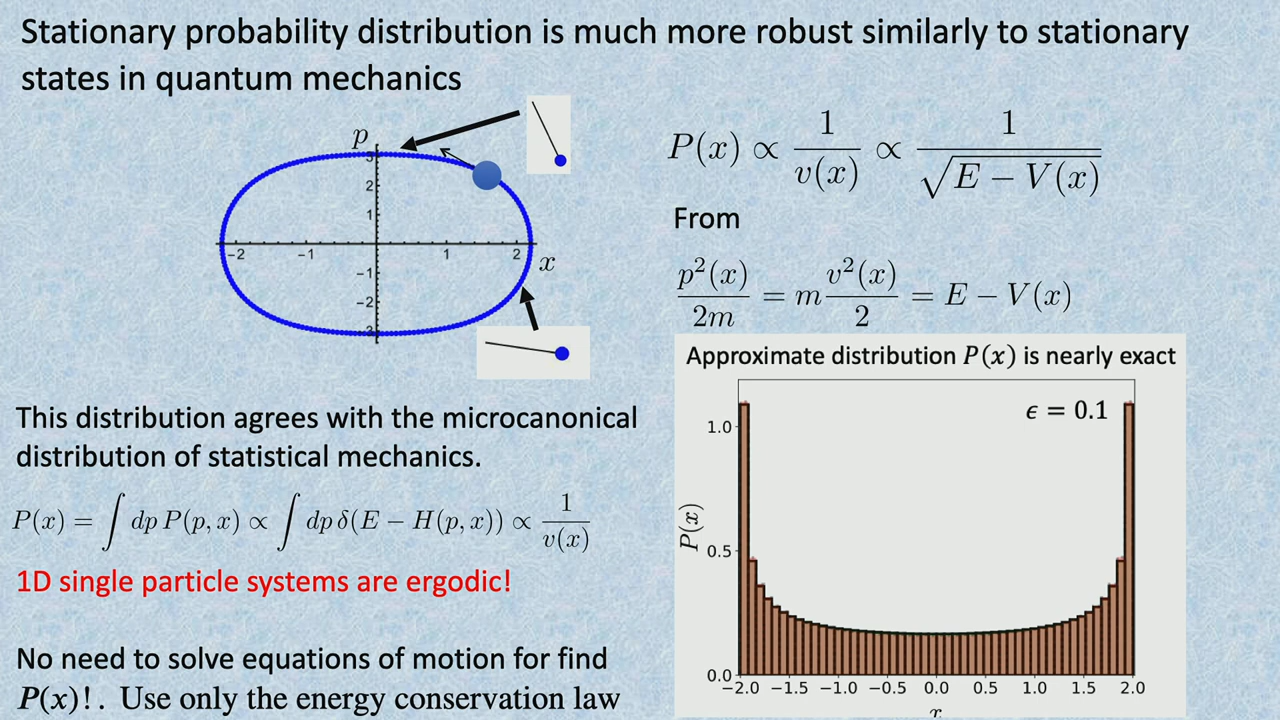 Stationary probability distribution is much more robust similarly to stationary
states in quantum mechanics
p
3
2
1
−2
−1
1
2
x
−1
−2
3
P(x) ∝ 1/v(x) ∝ 1/√(E − V(x))
From
p²(x)/2m = m v²(x)/2 = E − V(x)
This distribution agrees with the microcanonical
distribution of statistical mechanics.
P(x) = ∫ dp P(p, x) ∝ ∫ dp δ(E − H(p, x)) ∝ 1/v(x)
1D single particle systems are ergodic!
No need to solve equations of motion for find
P(x)!. Use only the energy conservation law
Approximate distribution P(x) is nearly exact
ϵ = 0.1
P(x)
1.0
0.5
0.0
−2.0 −1.5 −1.0 −0.5 0.0 0.5 1.0 1.5 2.0